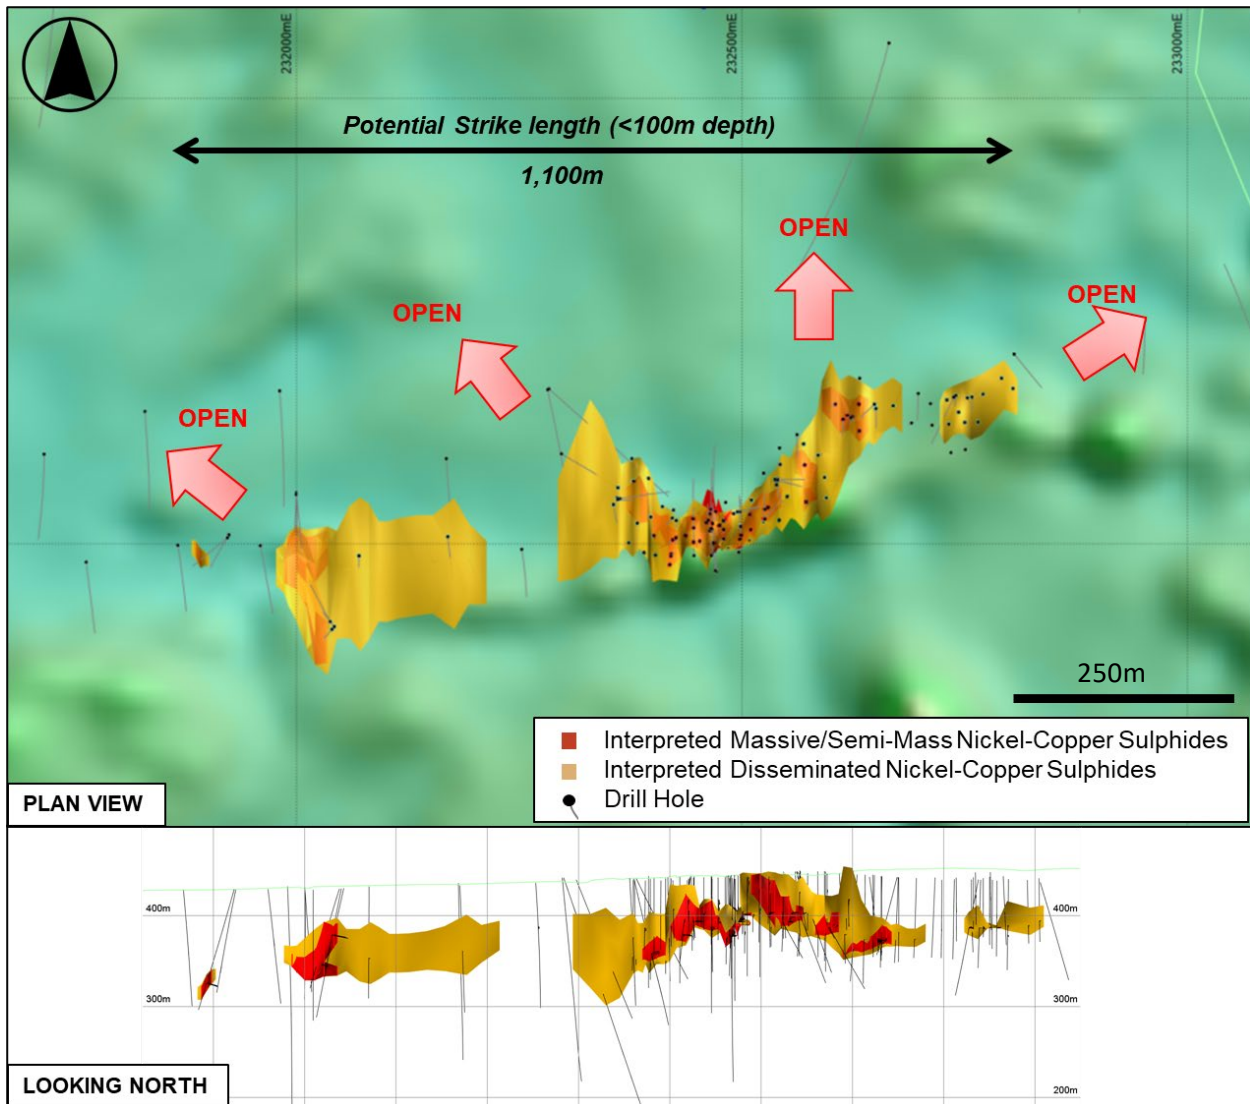 232000mE
232500mE
233000mE
Potential Strike length (<100m depth)
1,100m
OPEN
OPEN
OPEN
OPEN
250m
Interpreted Massive/Semi-Mass Nickel-Copper Sulphides
Interpreted Disseminated Nickel-Copper Sulphides
Drill Hole
PLAN VIEW
400m
400m
300m
300m
LOOKING NORTH
200m